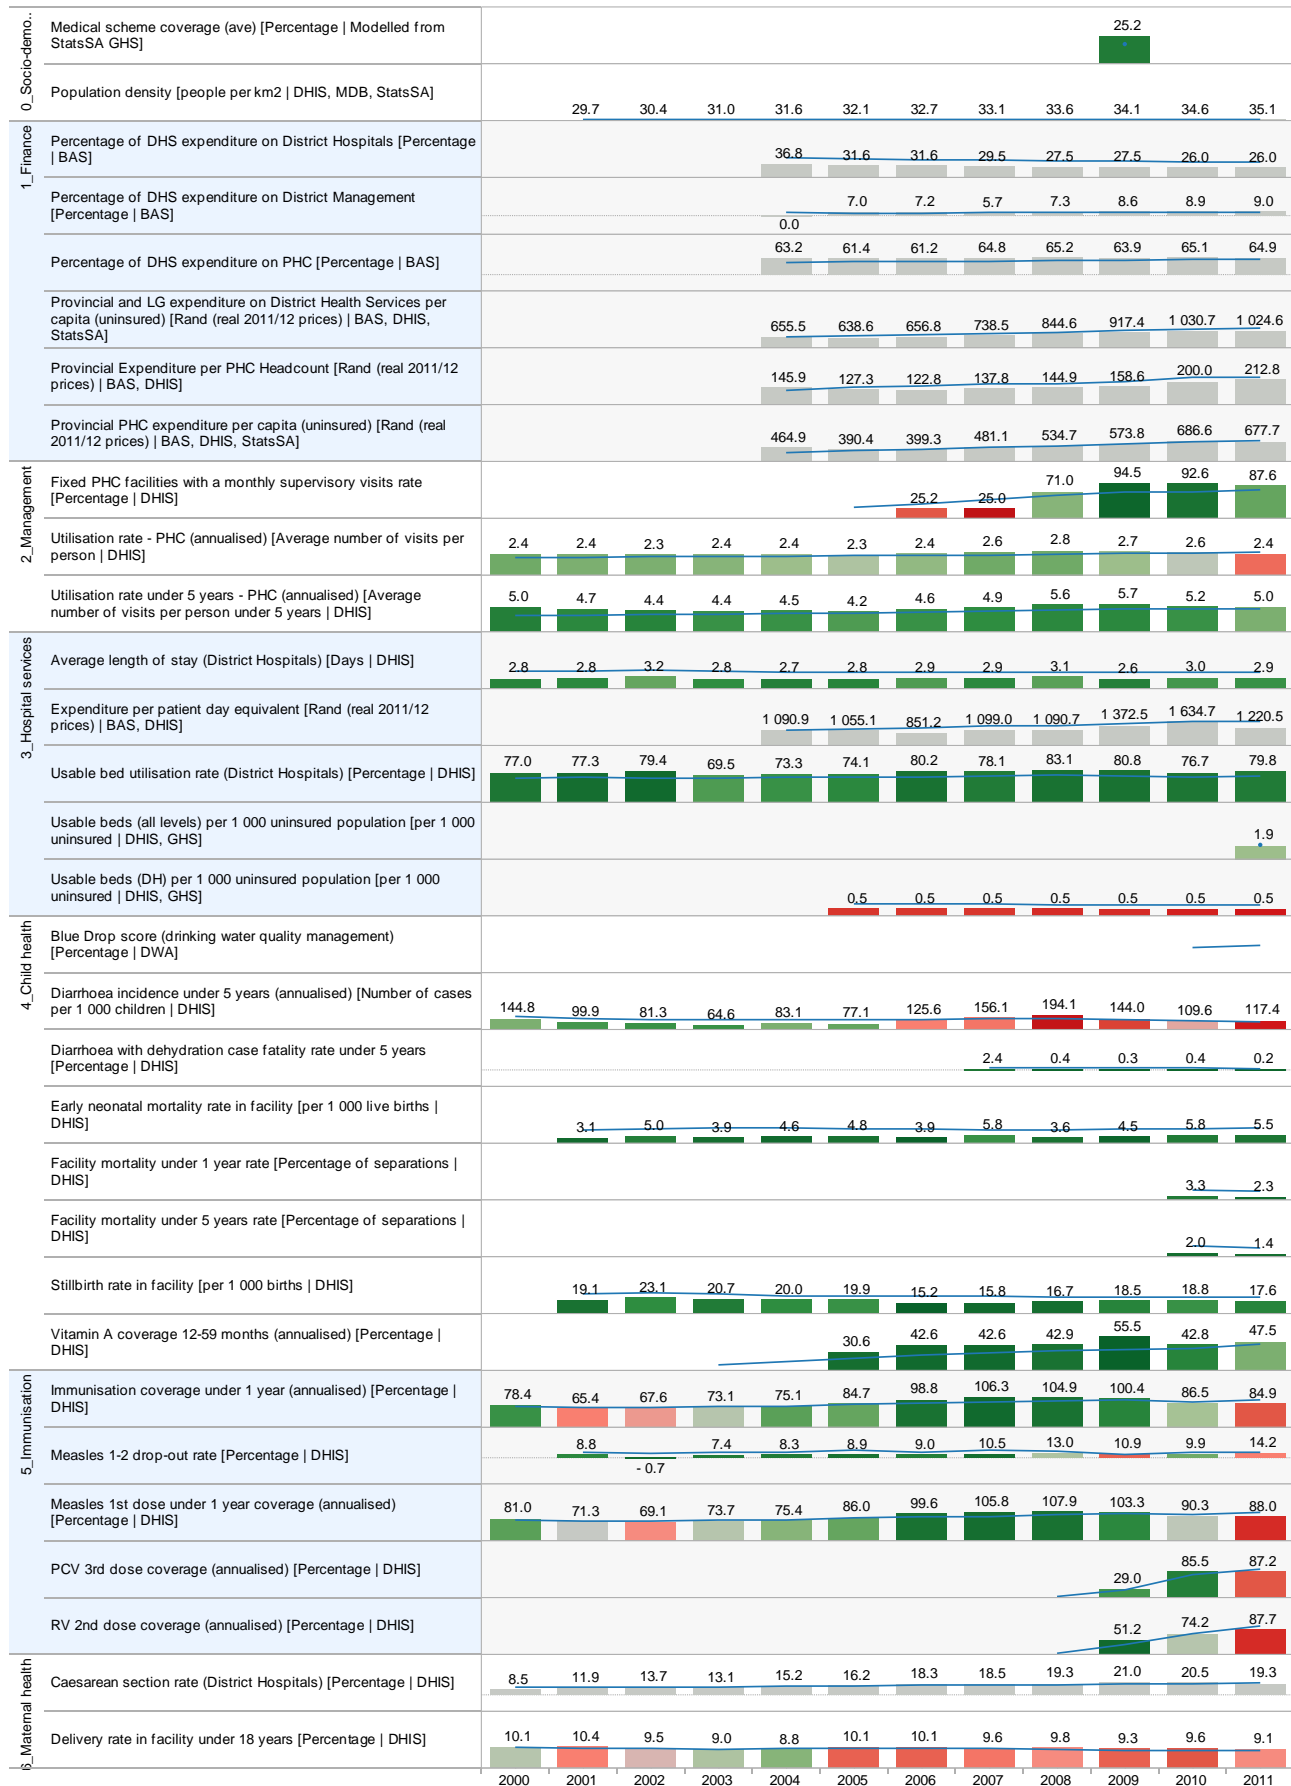 0_Socio-demo..
Medical scheme coverage (ave) [Percentage | Modelled from
StatsSA GHS]
25.2
Population density [people per km2 | DHIS, MDB, StatsSA]
29.7 30.4 31.0 31.6 32.1 32.7 33.1 33.6 34.1 34.6 35.1
1_Finance
Percentage of DHS expenditure on District Hospitals [Percentage
| BAS]
36.8 31.6 31.6 29.5 27.5 27.5 26.0 26.0
Percentage of DHS expenditure on District Management
[Percentage | BAS]
0.0 7.0 7.2 5.7 7.3 8.6 8.9 9.0
Percentage of DHS expenditure on PHC [Percentage | BAS]
63.2 61.4 61.2 64.8 65.2 63.9 65.1 64.9
Provincial and LG expenditure on District Health Services per
capita (uninsured) [Rand (real 2011/12 prices) | BAS, DHIS,
StatsSA]
655.5 638.6 656.8 738.5 844.6 917.4 1 030.7 1 024.6
Provincial Expenditure per PHC Headcount [Rand (real 2011/12
prices) | BAS, DHIS]
145.9 127.3 122.8 137.8 144.9 158.6 200.0 212.8
Provincial PHC expenditure per capita (uninsured) [Rand (real
2011/12 prices) | BAS, DHIS, StatsSA]
464.9 390.4 399.3 481.1 534.7 573.8 686.6 677.7
2_Management
Fixed PHC facilities with a monthly supervisory visits rate
[Percentage | DHIS]
25.2 25.0 71.0 94.5 92.6 87.6
Utilisation rate - PHC (annualised) [Average number of visits per
person | DHIS]
2.4 2.4 2.3 2.4 2.4 2.3 2.4 2.6 2.8 2.7 2.6 2.4
Utilisation rate under 5 years - PHC (annualised) [Average
number of visits per person under 5 years | DHIS]
5.0 4.7 4.4 4.4 4.5 4.2 4.6 4.9 5.6 5.7 5.2 5.0
3_Hospital services
Average length of stay (District Hospitals) [Days | DHIS]
2.8 2.8 3.2 2.8 2.7 2.8 2.9 2.9 3.1 2.6 3.0 2.9
Expenditure per patient day equivalent [Rand (real 2011/12
prices) | BAS, DHIS]
1 090.9 1 055.1 851.2 1 099.0 1 090.7 1 372.5 1 634.7 1 220.5
Usable bed utilisation rate (District Hospitals) [Percentage | DHIS]
77.0 77.3 79.4 69.5 73.3 74.1 80.2 78.1 83.1 80.8 76.7 79.8
Usable beds (all levels) per 1 000 uninsured population [per 1 000
uninsured | DHIS, GHS]
1.9
Usable beds (DH) per 1 000 uninsured population [per 1 000
uninsured | DHIS, GHS]
0.5 0.5 0.5 0.5 0.5 0.5 0.5
4_Child health
Blue Drop score (drinking water quality management)
[Percentage | DWA]
Diarrhoea incidence under 5 years (annualised) [Number of cases
per 1 000 children | DHIS]
144.8 99.9 81.3 64.6 83.1 77.1 125.6 156.1 194.1 144.0 109.6 117.4
Diarrhoea with dehydration case fatality rate under 5 years
[Percentage | DHIS]
2.4 0.4 0.3 0.4 0.2
Early neonatal mortality rate in facility [per 1 000 live births |
DHIS]
3.1 5.0 3.9 4.6 4.8 3.9 5.8 3.6 4.5 5.8 5.5
Facility mortality under 1 year rate [Percentage of separations |
DHIS]
3.3 2.3
Facility mortality under 5 years rate [Percentage of separations |
DHIS]
2.0 1.4
Stillbirth rate in facility [per 1 000 births | DHIS]
19.1 23.1 20.7 20.0 19.9 15.2 15.8 16.7 18.5 18.8 17.6
Vitamin A coverage 12-59 months (annualised) [Percentage |
DHIS]
30.6 42.6 42.6 42.9 55.5 42.8 47.5
5_Immunisation
Immunisation coverage under 1 year (annualised) [Percentage |
DHIS]
78.4 65.4 67.6 73.1 75.1 84.7 98.8 106.3 104.9 100.4 86.5 84.9
Measles 1-2 drop-out rate [Percentage | DHIS]
8.8 - 0.7 7.4 8.3 8.9 9.0 10.5 13.0 10.9 9.9 14.2
Measles 1st dose under 1 year coverage (annualised)
[Percentage | DHIS]
81.0 71.3 69.1 73.7 75.4 86.0 99.6 105.8 107.9 103.3 90.3 88.0
PCV 3rd dose coverage (annualised) [Percentage | DHIS]
29.0 85.5 87.2
RV 2nd dose coverage (annualised) [Percentage | DHIS]
51.2 74.2 87.7
6_Maternal health
Caesarean section rate (District Hospitals) [Percentage | DHIS]
8.5 11.9 13.7 13.1 15.2 16.2 18.3 18.5 19.3 21.0 20.5 19.3
Delivery rate in facility under 18 years [Percentage | DHIS]
10.1 10.4 9.5 9.0 8.8 10.1 10.1 9.6 9.8 9.3 9.6 9.1
2000 2001 2002 2003 2004 2005 2006 2007 2008 2009 2010 2011